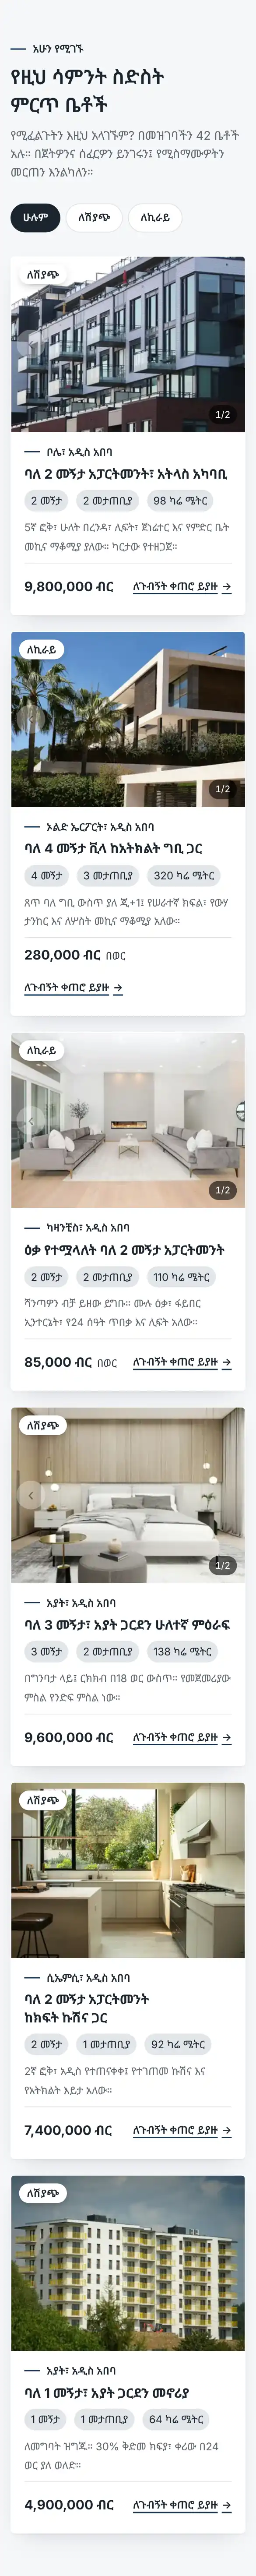 አሁን የሚገኙ
የዚህ ሳምንት ስድስት
ምርጥ ቤቶች
የሚፈልጉትን እዚህ አላገኙም? በመዝገባችን 42 ቤቶች
አሉ። በጀትዎንና ሰፈርዎን ይንገሩን፤ የሚስማሙዎትን
መርጠን እንልካለን።
ሁሉም
ለሽያጭ
ለኪራይ
ለሽያጭ
1/2
ቦሌ፣ አዲስ አበባ
ባለ 2 መኝታ አፓርትመንት፣ አትላስ አካባቢ
2 መኝታ
2 መታጠቢያ
98 ካሬ ሜትር
5ኛ ፎቅ፣ ሁለት በረንዳ፣ ሊፍት፣ ጀነሬተር እና የምድር ቤት
መኪና ማቆሚያ ያለው። ካርታው የተዘጋጀ።
9,800,000 ብር
ለጉብኝት ቀጠሮ ይያዙ →
ለኪራይ
1/2
ኦልድ ኤርፖርት፣ አዲስ አበባ
ባለ 4 መኝታ ቪላ ከአትክልት ግቢ ጋር
4 መኝታ
3 መታጠቢያ
320 ካሬ ሜትር
ጸጥ ባለ ግቢ ውስጥ ያለ ጂ+1፤ የሠራተኛ ክፍል፣ የውሃ
ታንከር እና ለሦስት መኪና ማቆሚያ አለው።
280,000 ብር በወር
ለጉብኝት ቀጠሮ ይያዙ →
ለኪራይ
1/2
ካዛንቺስ፣ አዲስ አበባ
ዕቃ የተሟላለት ባለ 2 መኝታ አፓርትመንት
2 መኝታ
2 መታጠቢያ
110 ካሬ ሜትር
ሻንጣዎን ብቻ ይዘው ይግቡ። ሙሉ ዕቃ፣ ፋይበር
ኢንተርኔት፣ የ24 ሰዓት ጥበቃ እና ሊፍት አለው።
85,000 ብር በወር
ለጉብኝት ቀጠሮ ይያዙ →
ለሽያጭ
1/2
አያት፣ አዲስ አበባ
ባለ 3 መኝታ፣ አያት ጋርደን ሁለተኛ ምዕራፍ
3 መኝታ
2 መታጠቢያ
138 ካሬ ሜትር
በግንባታ ላይ፤ ርክክብ በ18 ወር ውስጥ። የመጀመሪያው
ምስል የንድፍ ምስል ነው።
9,600,000 ብር
ለጉብኝት ቀጠሮ ይያዙ →
ለሽያጭ
ሲኤምሲ፣ አዲስ አበባ
ባለ 2 መኝታ አፓርትመንት
ከክፍት ኩሽና ጋር
2 መኝታ
1 መታጠቢያ
92 ካሬ ሜትር
2ኛ ፎቅ፣ አዲስ የተጠናቀቀ፤ የተገጠመ ኩሽና እና
የአትክልት እይታ አለው።
7,400,000 ብር
ለጉብኝት ቀጠሮ ይያዙ →
ለሽያጭ
አያት፣ አዲስ አበባ
ባለ 1 መኝታ፣ አያት ጋርደን መኖሪያ
1 መኝታ
1 መታጠቢያ
64 ካሬ ሜትር
ለመግባት ዝግጁ። 30% ቅድመ ክፍያ፣ ቀሪው በ24
ወር ያለ ወለድ።
4,900,000 ብር
ለጉብኝት ቀጠሮ ይያዙ →